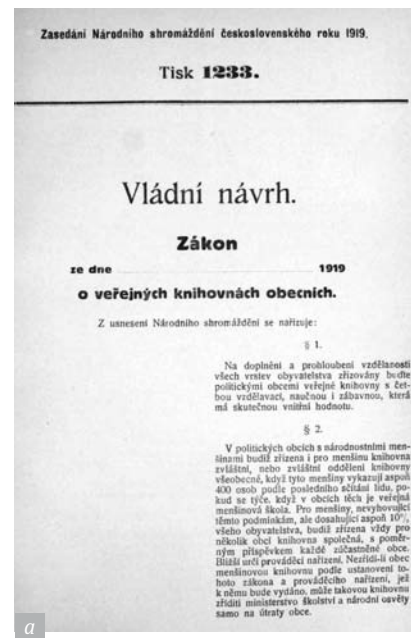 Zasedání Národního shromáždění československého roku 1919.
Tisk 1233.
Vládní návrh.
Zákon
ze dne 1919
o veřejných knihovnách obecních.
Z usnesení Národního shromáždění se nařizuje:
§ 1.
Na doplnění a prohloubení vzdělanosti
všech vrstev obyvatelstva zřizovány buďte
politickými obcemi veřejné knihovny s čet-
bou vzdělávací, naučnou i zábavnou, která
má skutečnou vnitřní hodnotu.
§ 2.
V politických obcích s národnostními men-
šinami budiž zřízena i pro menšinu knihovna
zvláštní, nebo zvláštní oddělení knihovny
všeobecné, když tyto menšiny vykazují aspoň
400 osob podle posledního sčítání lidu, po-
kud se týče, když v obcích těch je veřejná
menšinová škola. Pro menšiny, nevyhovující
těmto podmínkám, ale dosahující aspoň 10%
všeho obyvatelstva, budiž zřízena vždy pro
několik obcí knihovna společná, s poměr-
ným příspěvkem každé zúčastněné obce.
Bližší určí prováděcí nařízení. Nezřídí-li obec
menšinovou knihovnu podle ustanovení to-
hoto zákona a prováděcího nařízení, jež
k němu bude vydáno, může takovou knihovnu
zříditi ministerstvo školství a národní osvěty
samo na útraty obce.
a